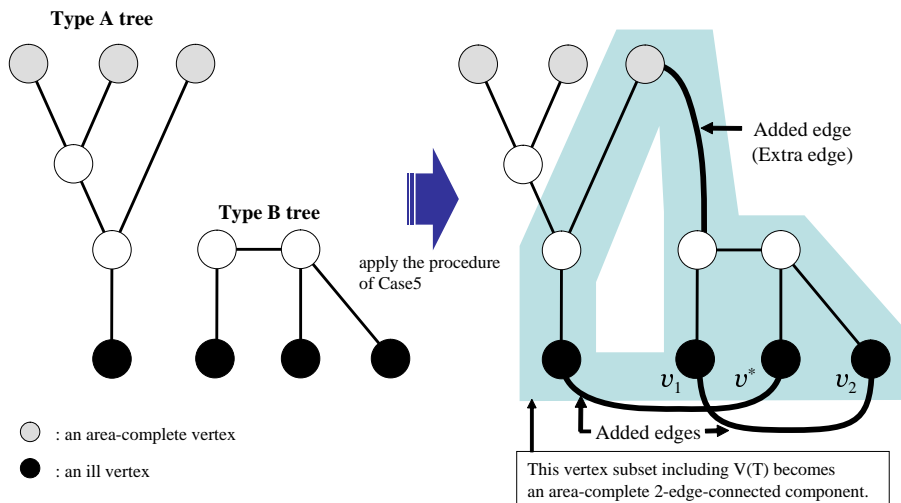 Type A tree
Added edge
(Extra edge)
Type B tree
apply the procedure
of Case5
v₁ v* v₂
Added edges
: an area-complete vertex
: an ill vertex
This vertex subset including V(T) becomes
an area-complete 2-edge-connected component.